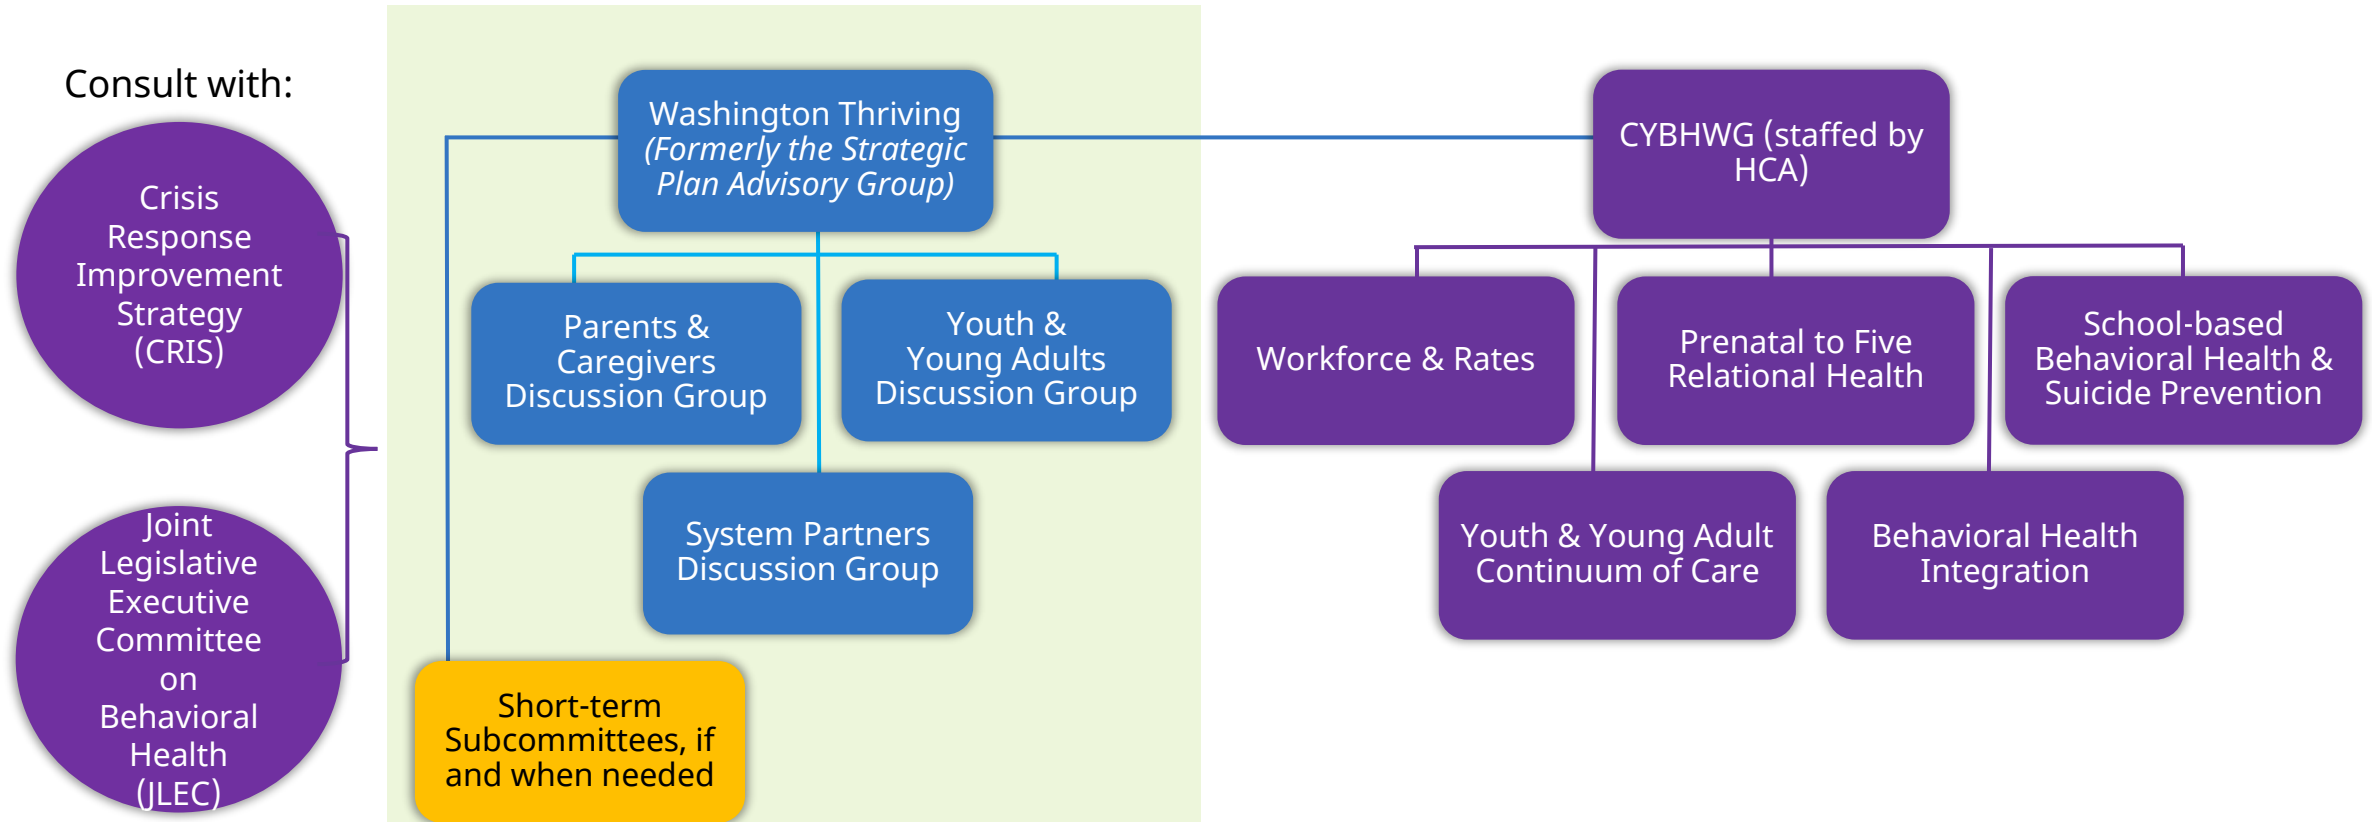 Consult with:
Crisis
Response
Improvement
Strategy
(CRIS)
Joint
Legislative
Executive
Committee
on
Behavioral
Health
(JLEC)
Washington Thriving
(Formerly the Strategic
Plan Advisory Group)
Parents &
Caregivers
Discussion Group
Youth &
Young Adults
Discussion Group
System Partners
Discussion Group
Short-term
Subcommittees, if
and when needed
CYBHWG (staffed by
HCA)
Workforce & Rates
Prenatal to Five
Relational Health
School-based
Behavioral Health &
Suicide Prevention
Youth & Young Adult
Continuum of Care
Behavioral Health
Integration